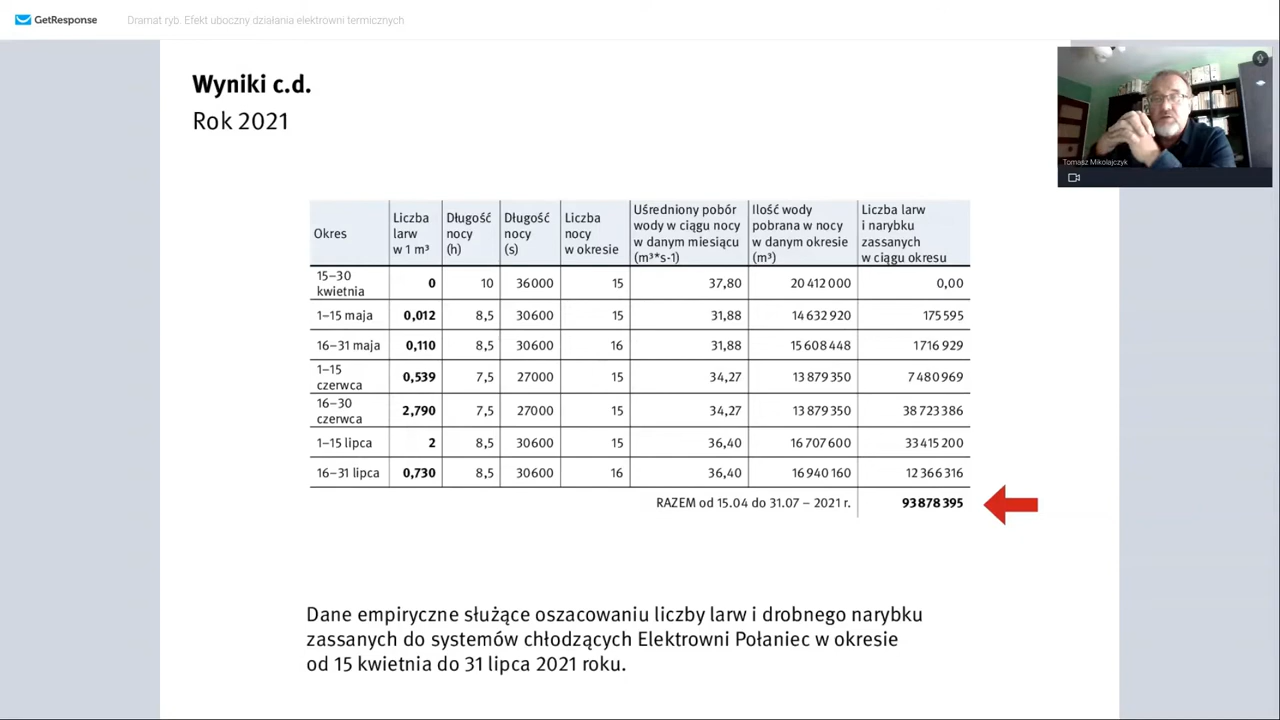 GetResponse
Dramat ryb. Efekt uboczny działania elektrowni termicznych
Wyniki c.d.
Rok 2021
Tomasz Mikołajczyk
Okres | Liczba larw w 1 m³ | Długość nocy (h) | Długość nocy (s) | Liczba nocy w okresie | Uśredniony pobór wody w ciągu nocy w danym miesiącu (m³*s-1) | Ilość wody pobrana w nocy w danym okresie (m³) | Liczba larw i narybku zassanych w ciągu okresu
15–30 kwietnia | 0 | 10 | 36000 | 15 | 37,80 | 20 412 000 | 0,00
1–15 maja | 0,012 | 8,5 | 30600 | 15 | 31,88 | 14 632 920 | 175 595
16–31 maja | 0,110 | 8,5 | 30600 | 16 | 31,88 | 15 608 448 | 1 716 929
1–15 czerwca | 0,539 | 7,5 | 27000 | 15 | 34,27 | 13 879 350 | 7 480 969
16–30 czerwca | 2,790 | 7,5 | 27000 | 15 | 34,27 | 13 879 350 | 38 723 386
1–15 lipca | 2 | 8,5 | 30600 | 15 | 36,40 | 16 707 600 | 33 415 200
16–31 lipca | 0,730 | 8,5 | 30600 | 16 | 36,40 | 16 940 160 | 12 366 316
RAZEM od 15.04 do 31.07 – 2021 r. | 93 878 395
Dane empiryczne służące oszacowaniu liczby larw i drobnego narybku
zassanych do systemów chłodzących Elektrowni Połaniec w okresie
od 15 kwietnia do 31 lipca 2021 roku.